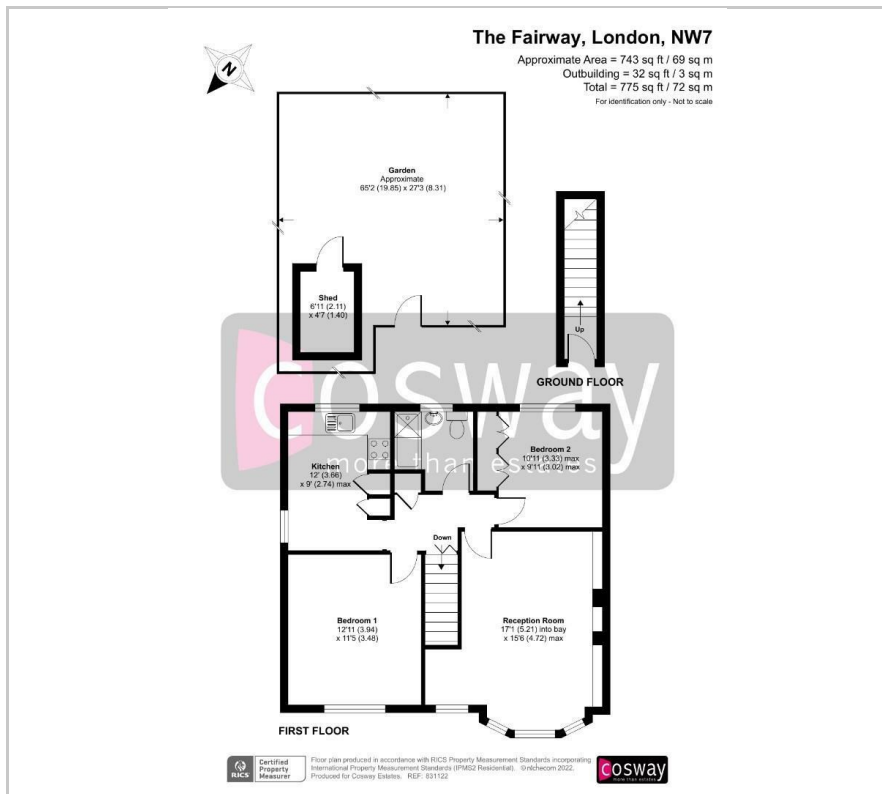 The Fairway, London, NW7
Approximate Area = 743 sq ft / 69 sq m
Outbuilding = 32 sq ft / 3 sq m
Total = 775 sq ft / 72 sq m
For identification only - Not to scale
N
Garden
Approximate
65'2 (19.85) x 27'3 (8.31)
Shed
6'11 (2.11)
x 4'7 (1.40)
Up
GROUND FLOOR
cosway
more than estates
Kitchen
12' (3.66)
x 9' (2.74) max
Bedroom 2
10'11 (3.33) max
x 9'11 (3.02) max
Down
Bedroom 1
12'11 (3.94)
x 11'5 (3.48)
Reception Room
17'1 (5.21) into bay
x 15'6 (4.72) max
FIRST FLOOR
RICS
Certified
Property
Measurer
Floor plan produced in accordance with RICS Property Measurement Standards incorporating
International Property Measurement Standards (IPMS2 Residential). ©nichecom 2022.
Produced for Cosway Estates. REF: 831122
cosway
more than estates